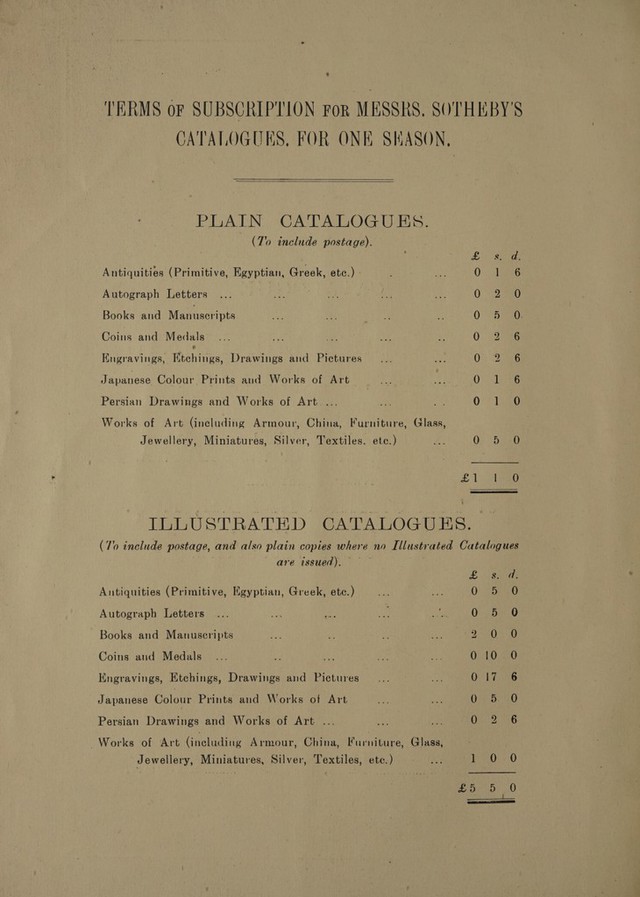 TERMS OF SUBSCRIPTION FOR MESSRS. SOTHEBY'S
CATALOGUES, FOR ONE SEASON.
PLAIN CATALOGUES.
(To include postage).
£ s. d.
Antiquities (Primitive, Egyptian, Greek, etc.) ... 0 1 6
Autograph Letters ... ... ... ... ... 0 2 0
Books and Manuscripts ... ... ... ... 0 5 0
Coins and Medals ... ... ... ... ... 0 2 6
Engravings, Etchings, Drawings and Pictures ... ... 0 2 6
Japanese Colour Prints and Works of Art ... ... 0 1 6
Persian Drawings and Works of Art ... ... ... 0 1 0
Works of Art (including Armour, China, Furniture, Glass,
Jewellery, Miniatures, Silver, Textiles, etc.) ... 0 5 0
£1 1 0
ILLUSTRATED CATALOGUES.
(To include postage, and also plain copies where no Illustrated Catalogues
are issued).
£ s. d.
Antiquities (Primitive, Egyptian, Greek, etc.) ... ... 0 5 0
Autograph Letters ... ... ... ... ... 0 5 0
Books and Manuscripts ... ... ... ... 2 0 0
Coins and Medals ... ... ... ... ... 0 10 0
Engravings, Etchings, Drawings and Pictures ... ... 0 17 6
Japanese Colour Prints and Works of Art ... ... 0 5 0
Persian Drawings and Works of Art ... ... ... 0 2 6
Works of Art (including Armour, China, Furniture, Glass,
Jewellery, Miniatures, Silver, Textiles, etc.) ... 1 0 0
£5 5 0